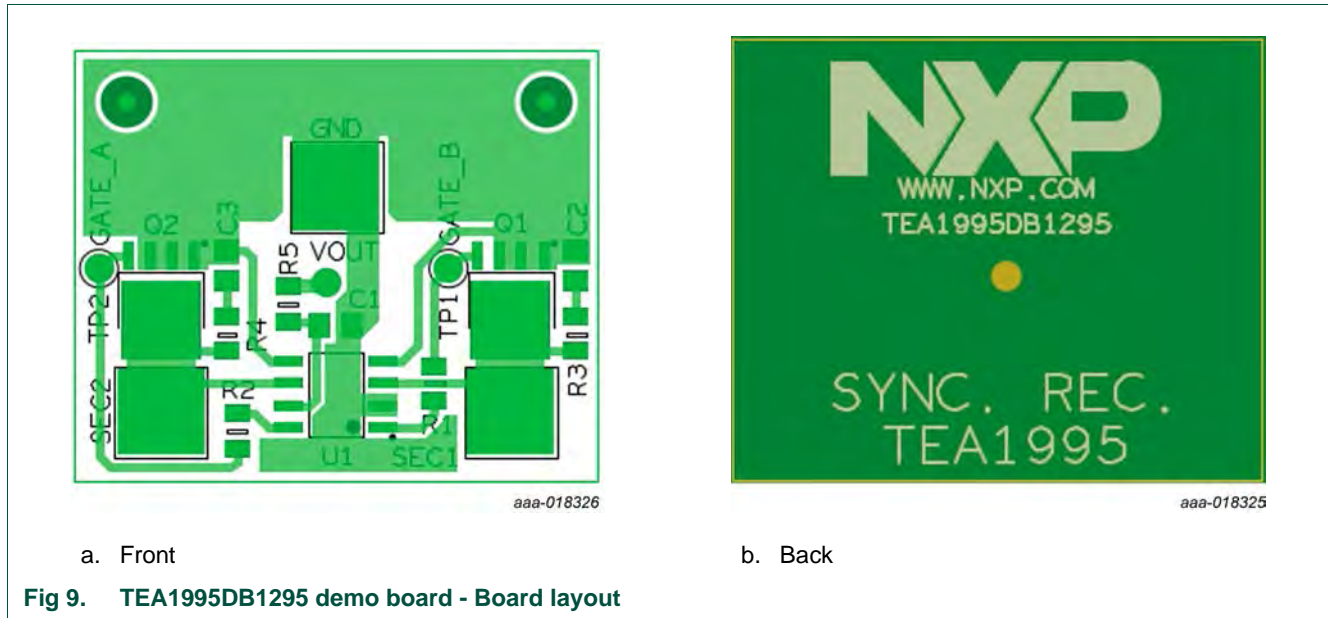 GND
GATE_A
GATE_B
Q2
C3
Q1
C2
R5
VOUT
C1
TP2
R4
TP1
R3
SEC2
R2
R1
U1
SEC1
aaa-018326
a. Front
NXP
WWW.NXP.COM
TEA1995DB1295
SYNC. REC.
TEA1995
aaa-018325
b. Back
Fig 9. TEA1995DB1295 demo board - Board layout